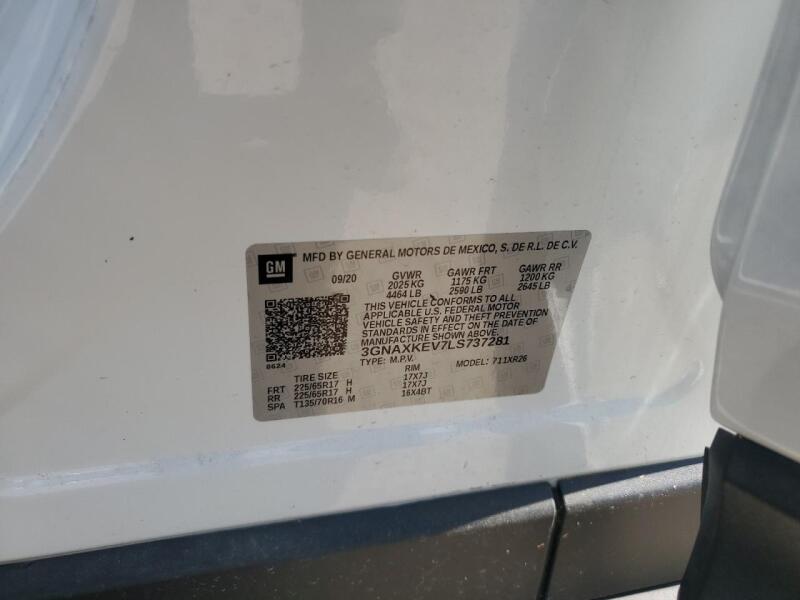 GM
MFD BY GENERAL MOTORS DE MEXICO, S. DE R.L. DE C.V.
09/20 GVWR GAWR FRT GAWR RR
2025 KG 1175 KG 1200 KG
4464 LB 2590 LB 2645 LB
THIS VEHICLE CONFORMS TO ALL
APPLICABLE U.S. FEDERAL MOTOR
VEHICLE SAFETY AND THEFT PREVENTION
STANDARDS IN EFFECT ON THE DATE OF
MANUFACTURE SHOWN ABOVE.
3GNAXKEV7LS737281
0624
TYPE: M.P.V. MODEL: 711XR26
TIRE SIZE RIM
FRT 225/65R17 H 17X7J
RR 225/65R17 H 17X7J
SPA T135/70R16 M 16X4BT